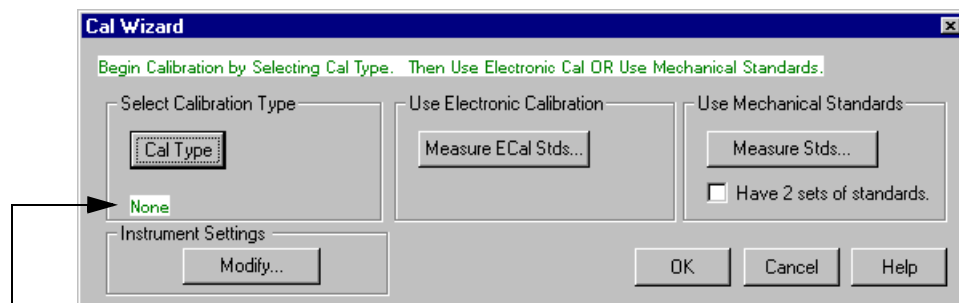 Cal Wizard
Begin Calibration by Selecting Cal Type. Then Use Electronic Cal OR Use Mechanical Standards.
Select Calibration Type
Cal Type
None
Use Electronic Calibration
Measure ECal Stds...
Use Mechanical Standards
Measure Stds...
Have 2 sets of standards.
Instrument Settings
Modify...
OK
Cancel
Help